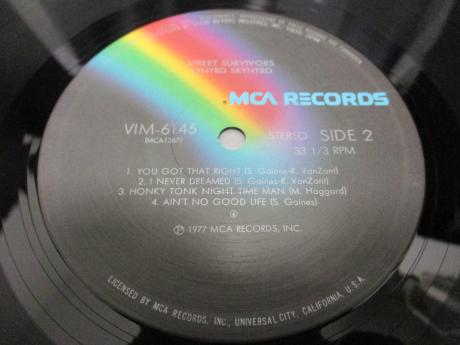 STREET SURVIVORS
LYNYRD SKYNYRD
MCA RECORDS
VIM-6145
(MCA1267)
STEREO SIDE 2
33 1/3 RPM
1. YOU GOT THAT RIGHT (S. Gaines-R. VanZant)
2. I NEVER DREAMED (S. Gaines-R. VanZant)
3. HONKY TONK NIGHT TIME MAN (M. Haggard)
4. AIN'T NO GOOD LIFE (S. Gaines)
Ⓟ 1977 MCA RECORDS, INC.
LICENSED BY MCA RECORDS, INC., UNIVERSAL CITY, CALIFORNIA, U.S.A.